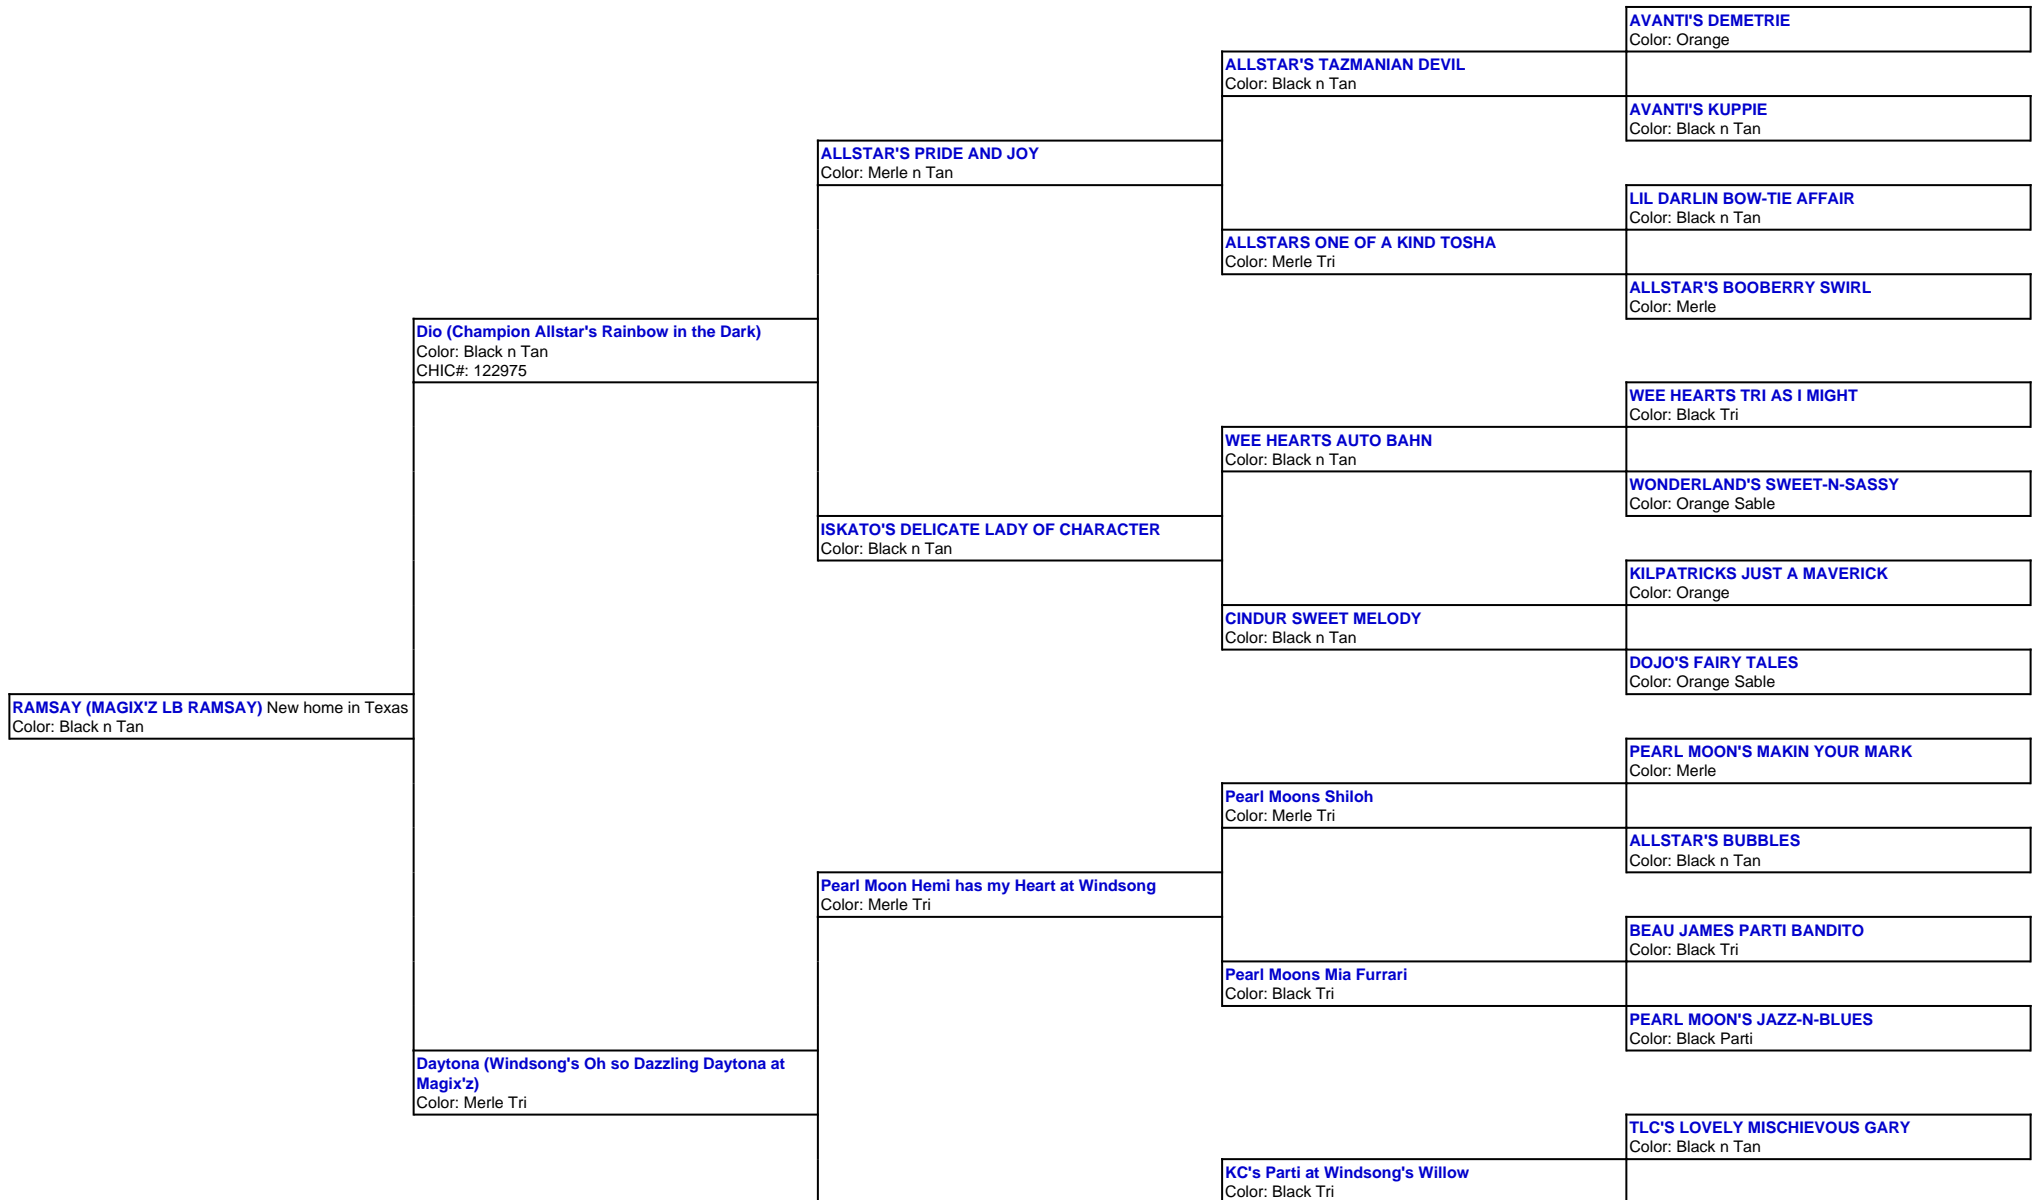 AVANTI'S DEMETRIE
Color: Orange
ALLSTAR'S TAZMANIAN DEVIL
Color: Black n Tan
AVANTI'S KUPPIE
Color: Black n Tan
ALLSTAR'S PRIDE AND JOY
Color: Merle n Tan
LIL DARLIN BOW-TIE AFFAIR
Color: Black n Tan
ALLSTARS ONE OF A KIND TOSHA
Color: Merle Tri
ALLSTAR'S BOOBERRY SWIRL
Color: Merle
Dio (Champion Allstar's Rainbow in the Dark)
Color: Black n Tan
CHIC#: 122975
WEE HEARTS TRI AS I MIGHT
Color: Black Tri
WEE HEARTS AUTO BAHN
Color: Black n Tan
WONDERLAND'S SWEET-N-SASSY
Color: Orange Sable
ISKATO'S DELICATE LADY OF CHARACTER
Color: Black n Tan
KILPATRICKS JUST A MAVERICK
Color: Orange
CINDUR SWEET MELODY
Color: Black n Tan
DOJO'S FAIRY TALES
Color: Orange Sable
RAMSAY (MAGIX'Z LB RAMSAY) New home in Texas
Color: Black n Tan
PEARL MOON'S MAKIN YOUR MARK
Color: Merle
Pearl Moons Shiloh
Color: Merle Tri
ALLSTAR'S BUBBLES
Color: Black n Tan
Pearl Moon Hemi has my Heart at Windsong
Color: Merle Tri
BEAU JAMES PARTI BANDITO
Color: Black Tri
Pearl Moons Mia Furrari
Color: Black Tri
PEARL MOON'S JAZZ-N-BLUES
Color: Black Parti
Daytona (Windsong's Oh so Dazzling Daytona at
Magix'z)
Color: Merle Tri
TLC'S LOVELY MISCHIEVOUS GARY
Color: Black n Tan
KC's Parti at Windsong's Willow
Color: Black Tri